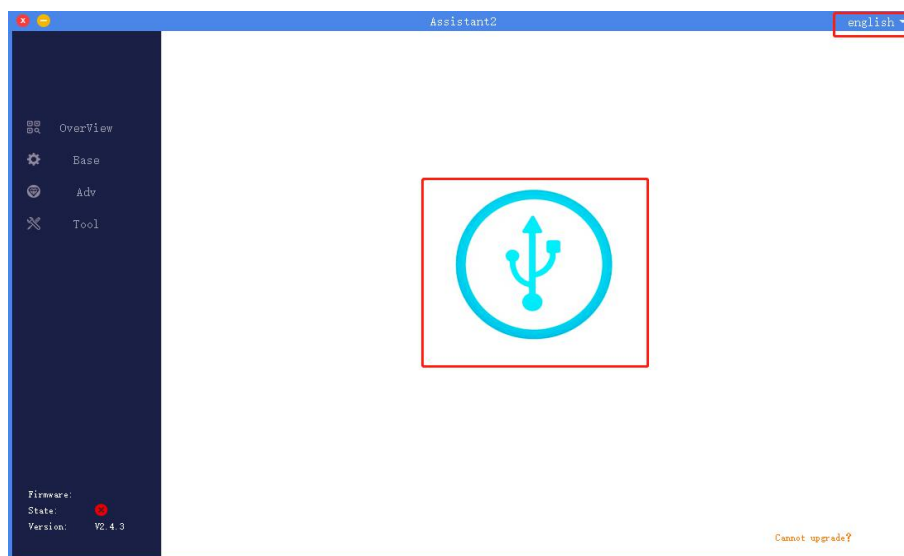 Assistant2
english
OverView
Base
Adv
Tool
Firmware:
State:
Version: V2.4.3
Cannot upgrade?